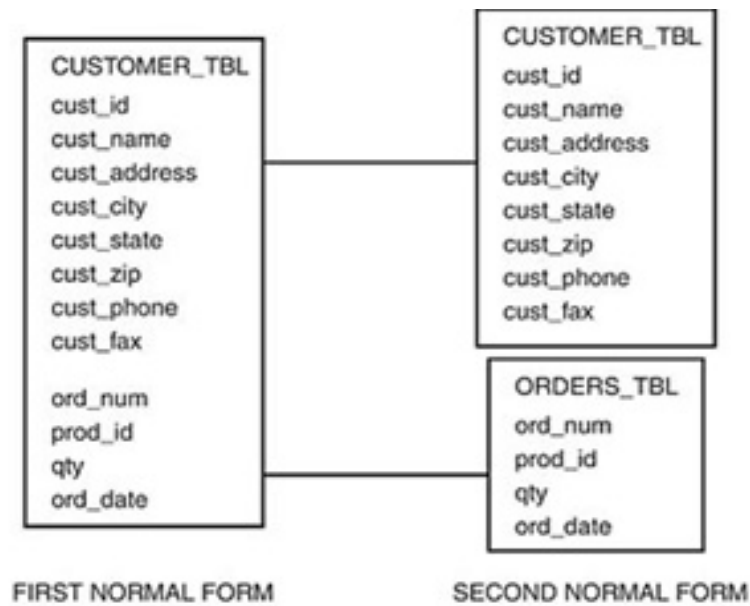 CUSTOMER_TBL
cust_id
cust_name
cust_address
cust_city
cust_state
cust_zip
cust_phone
cust_fax
ord_num
prod_id
qty
ord_date
FIRST NORMAL FORM
CUSTOMER_TBL
cust_id
cust_name
cust_address
cust_city
cust_state
cust_zip
cust_phone
cust_fax
ORDERS_TBL
ord_num
prod_id
qty
ord_date
SECOND NORMAL FORM